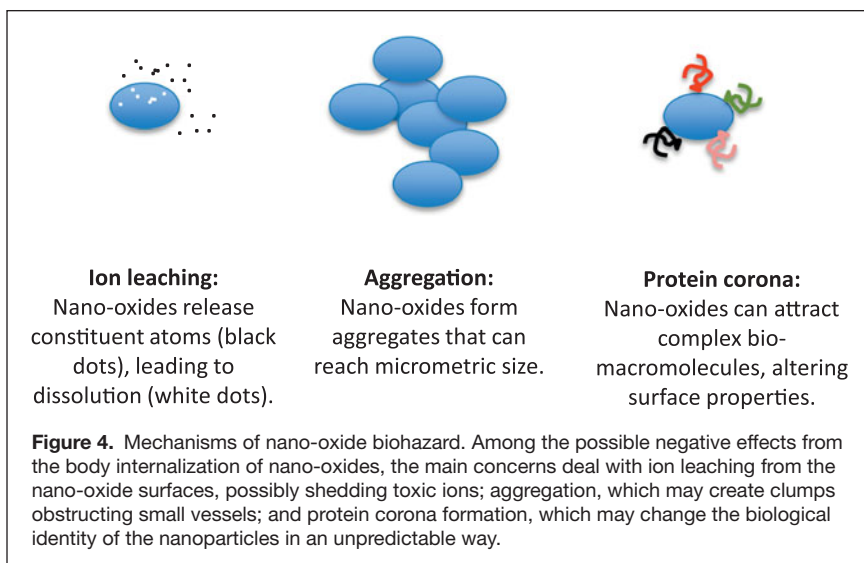 Ion leaching:
Nano-oxides release
constituent atoms (black
dots), leading to
dissolution (white dots).
Aggregation:
Nano-oxides form
aggregates that can
reach micrometric size.
Protein corona:
Nano-oxides can attract
complex bio-
macromolecules, altering
surface properties.
Figure 4. Mechanisms of nano-oxide biohazard. Among the possible negative effects from
the body internalization of nano-oxides, the main concerns deal with ion leaching from the
nano-oxide surfaces, possibly shedding toxic ions; aggregation, which may create clumps
obstructing small vessels; and protein corona formation, which may change the biological
identity of the nanoparticles in an unpredictable way.